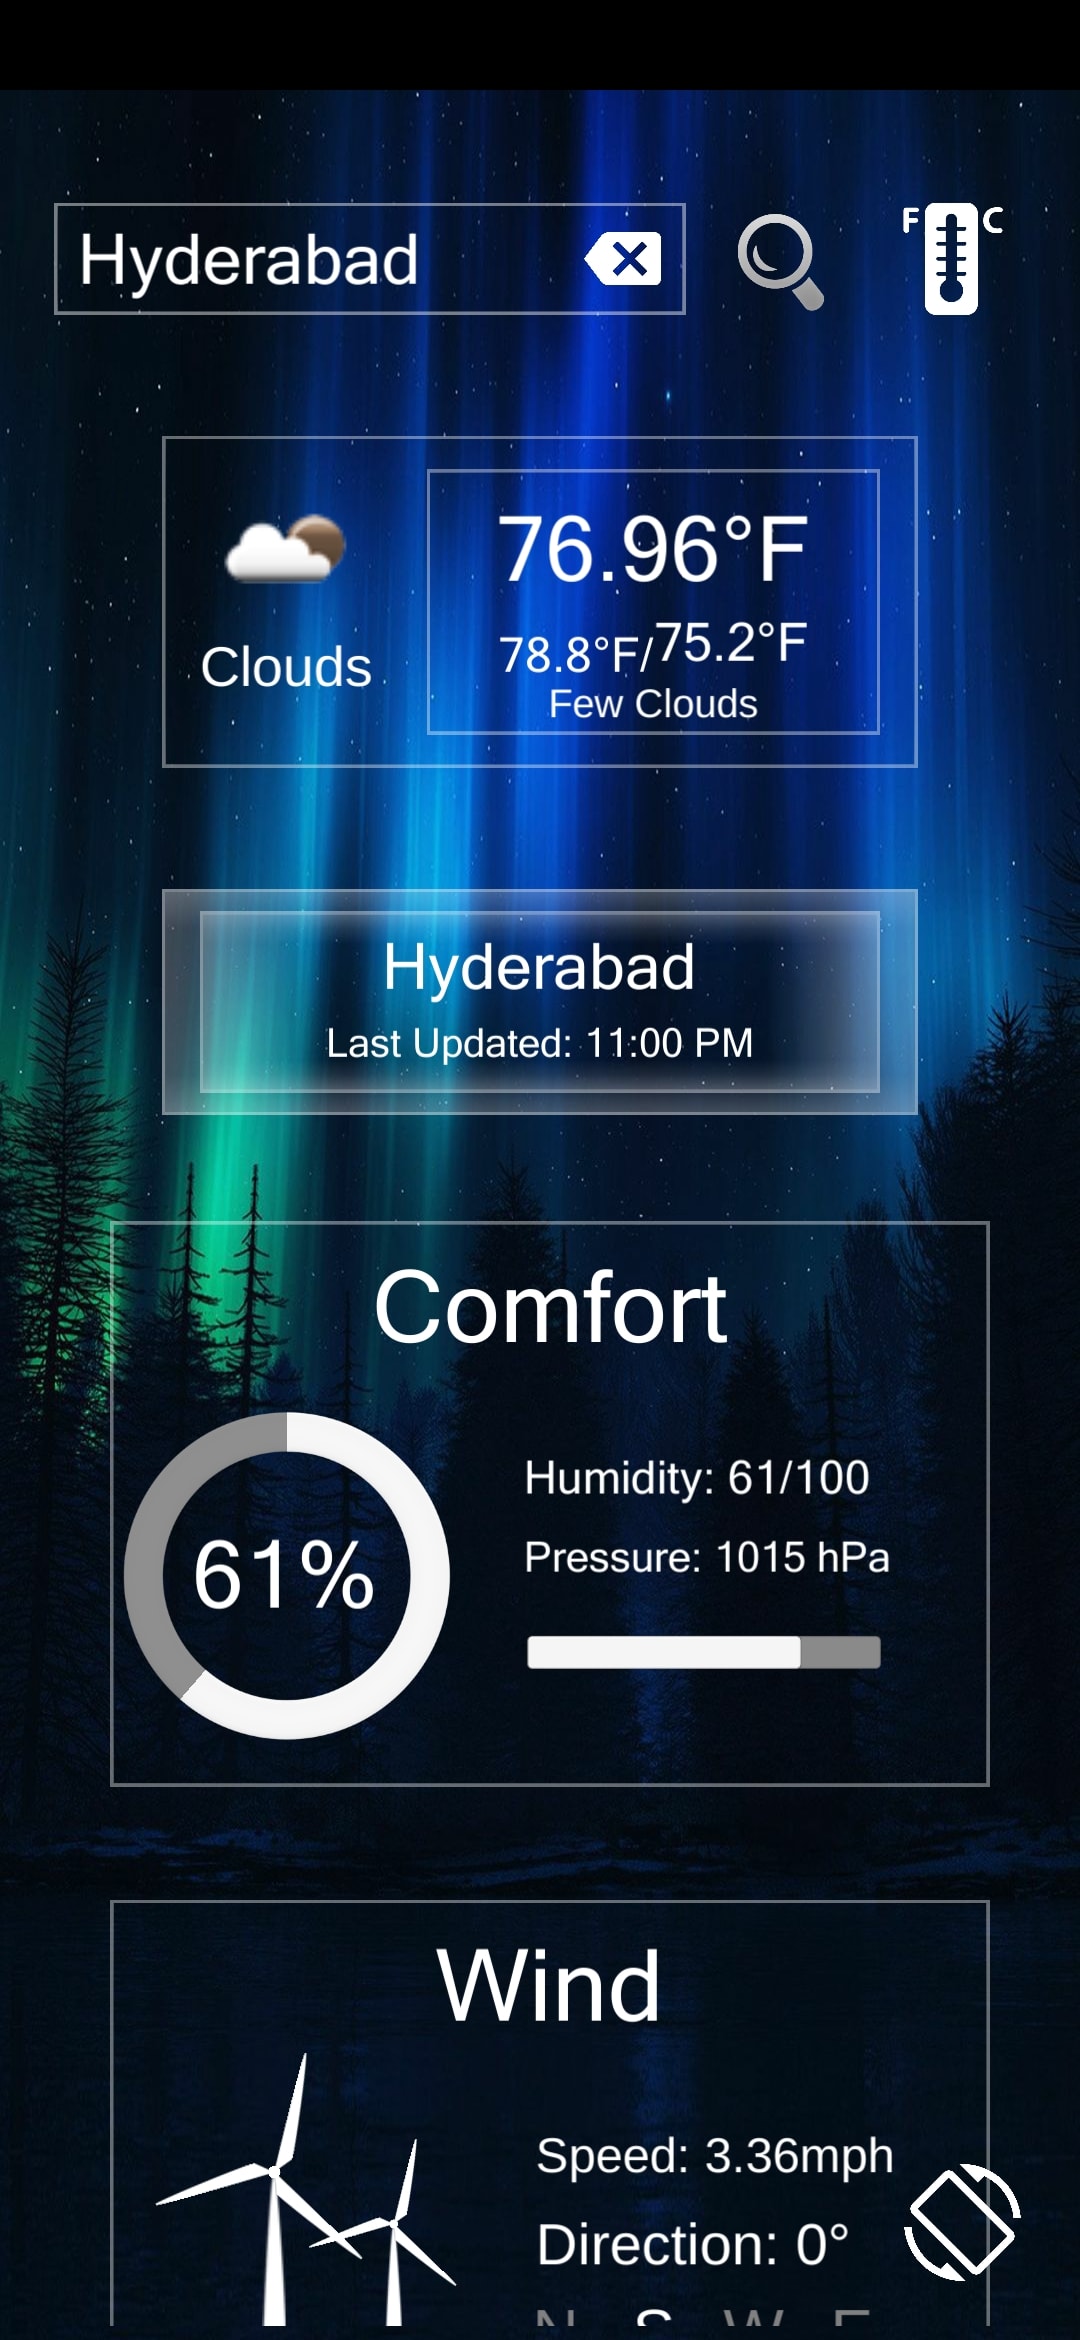 Hyderabad
F C
76.96°F
78.8°F/75.2°F
Clouds
Few Clouds
Hyderabad
Last Updated: 11:00 PM
Comfort
61%
Humidity: 61/100
Pressure: 1015 hPa
Wind
Speed: 3.36mph
Direction: 0°
N S W E